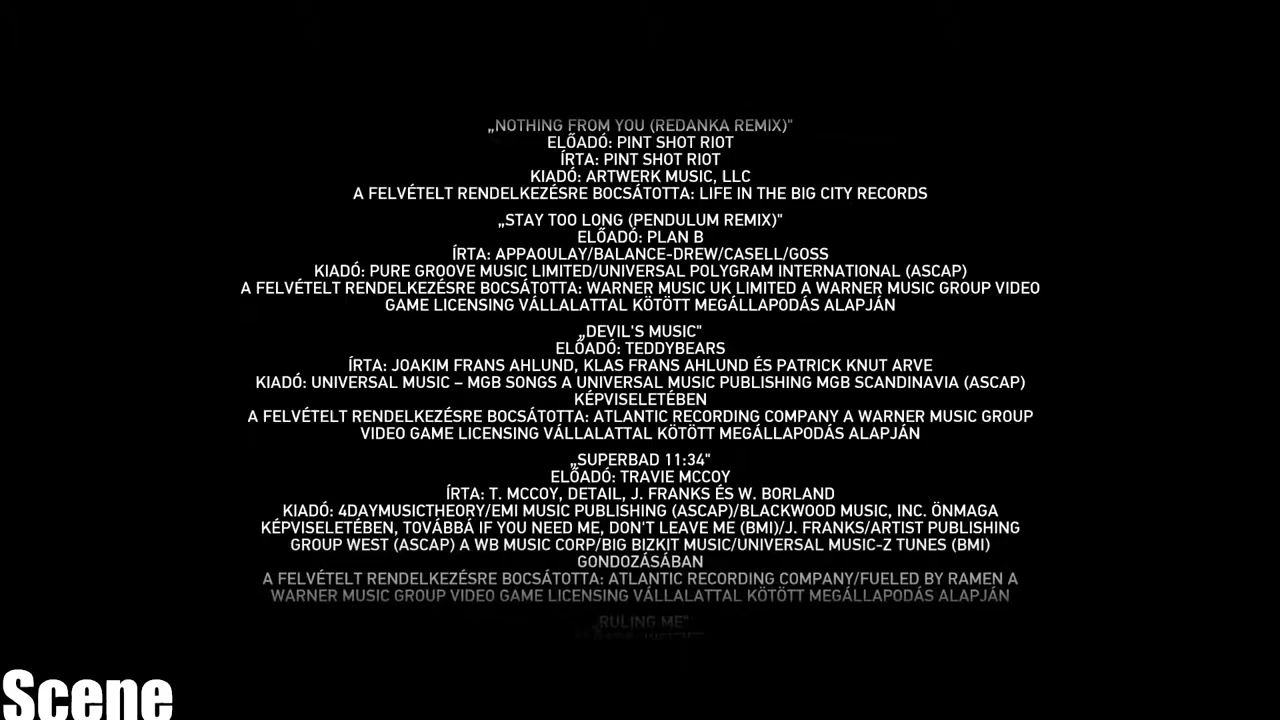 „NOTHING FROM YOU (REDANKA REMIX)"
ELŐADÓ: PINT SHOT RIOT
ÍRTA: PINT SHOT RIOT
KIADÓ: ARTWERK MUSIC, LLC
A FELVÉTELT RENDELKEZÉSRE BOCSÁTOTTA: LIFE IN THE BIG CITY RECORDS
„STAY TOO LONG (PENDULUM REMIX)"
ELŐADÓ: PLAN B
ÍRTA: APPAOULAY/BALANCE-DREW/CASELL/GOSS
KIADÓ: PURE GROOVE MUSIC LIMITED/UNIVERSAL POLYGRAM INTERNATIONAL (ASCAP)
A FELVÉTELT RENDELKEZÉSRE BOCSÁTOTTA: WARNER MUSIC UK LIMITED A WARNER MUSIC GROUP VIDEO
GAME LICENSING VÁLLALATTAL KÖTÖTT MEGÁLLAPODÁS ALAPJÁN
„DEVIL'S MUSIC"
ELŐADÓ: TEDDYBEARS
ÍRTA: JOAKIM FRANS AHLUND, KLAS FRANS AHLUND ÉS PATRICK KNUT ARVE
KIADÓ: UNIVERSAL MUSIC – MGB SONGS A UNIVERSAL MUSIC PUBLISHING MGB SCANDINAVIA (ASCAP)
KÉPVISELETÉBEN
A FELVÉTELT RENDELKEZÉSRE BOCSÁTOTTA: ATLANTIC RECORDING COMPANY A WARNER MUSIC GROUP
VIDEO GAME LICENSING VÁLLALATTAL KÖTÖTT MEGÁLLAPODÁS ALAPJÁN
„SUPERBAD 11:34"
ELŐADÓ: TRAVIE MCCOY
ÍRTA: T. MCCOY, DETAIL, J. FRANKS ÉS W. BORLAND
KIADÓ: 4DAYMUSICTHEORY/EMI MUSIC PUBLISHING (ASCAP)/BLACKWOOD MUSIC, INC. ÖNMAGA
KÉPVISELETÉBEN, TOVÁBBÁ IF YOU NEED ME, DON'T LEAVE ME (BMI)/J. FRANKS/ARTIST PUBLISHING
GROUP WEST (ASCAP) A WB MUSIC CORP/BIG BIZKIT MUSIC/UNIVERSAL MUSIC-Z TUNES (BMI)
GONDOZÁSÁBAN
A FELVÉTELT RENDELKEZÉSRE BOCSÁTOTTA: ATLANTIC RECORDING COMPANY/FUELED BY RAMEN A
WARNER MUSIC GROUP VIDEO GAME LICENSING VÁLLALATTAL KÖTÖTT MEGÁLLAPODÁS ALAPJÁN
„RULING ME"
Scene